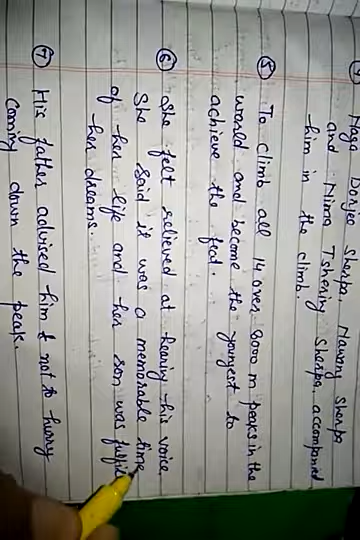 Ninga Dorjee Sherpa, Nawang Sherpa
and Nima Tshering Sherpa accompanied
him in the climb.
⑤ To climb all 14 over 8000 m peaks in the
world and become the youngest to
achieve the feat.
⑥ She felt relieved at hearing his voice.
She said it was a memorable time
of her life and her son was
her dreams.
⑦ His father advised him to not to hurry
coming down the peak.